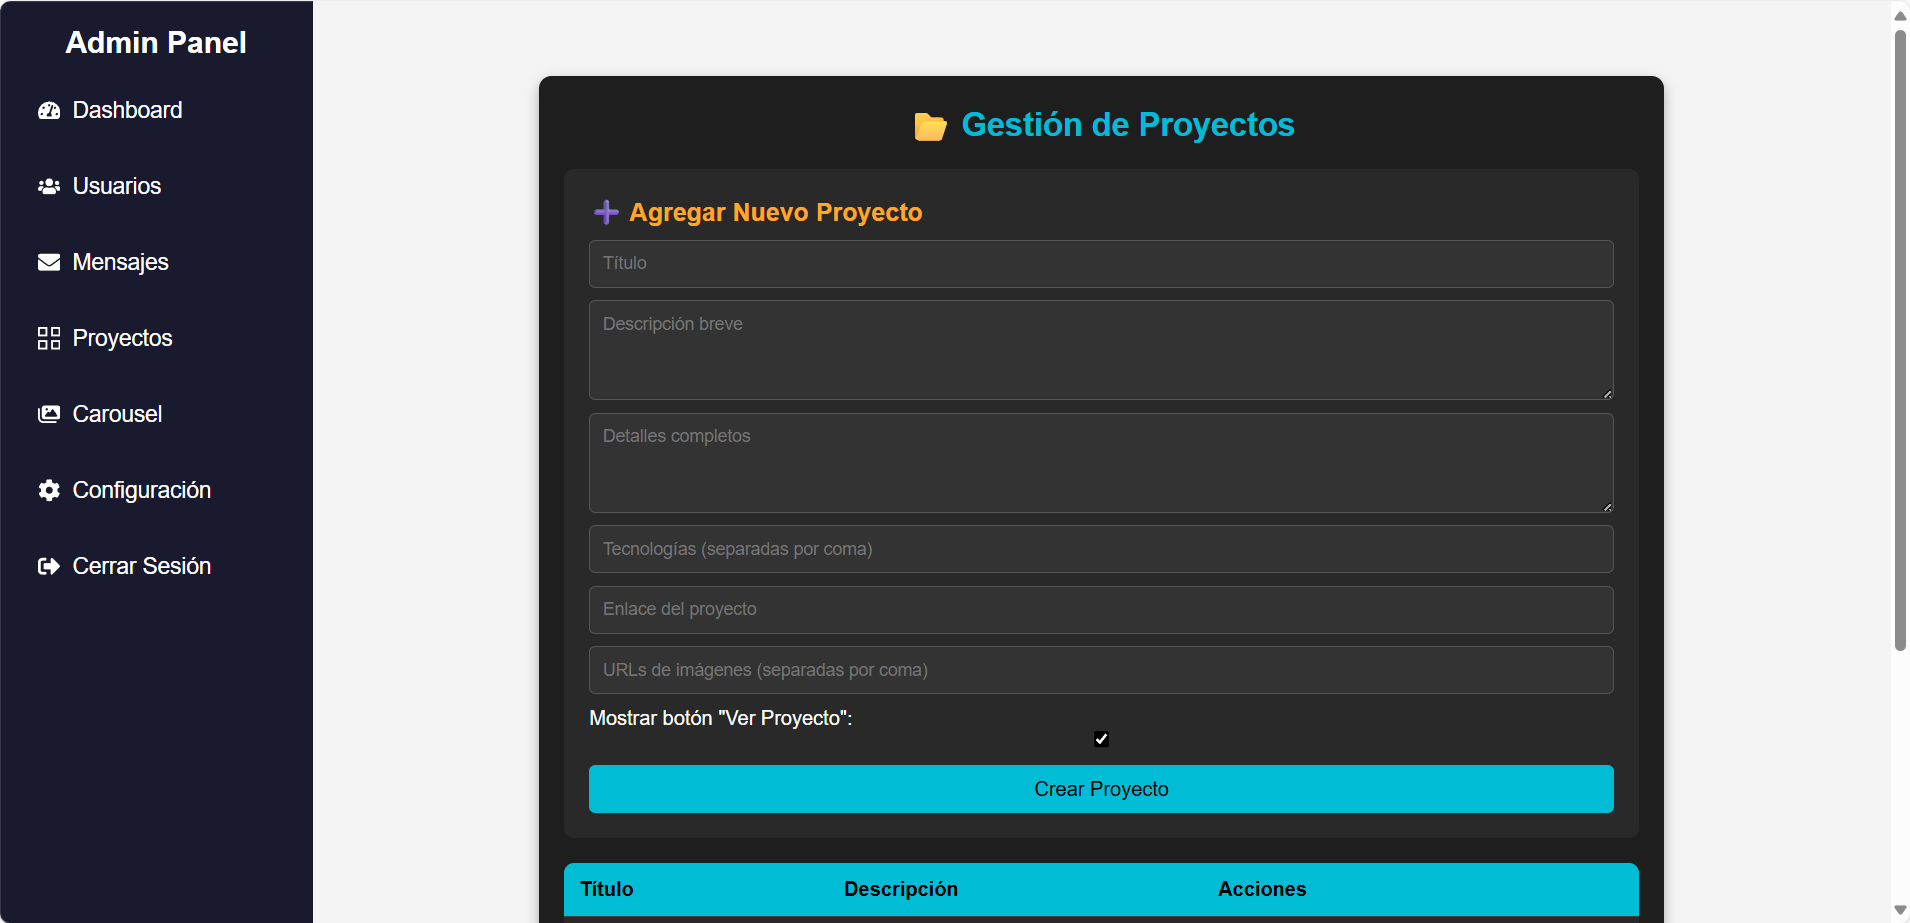 Admin Panel
Dashboard
Usuarios
Mensajes
Proyectos
Carousel
Configuración
Cerrar Sesión
Gestión de Proyectos
Agregar Nuevo Proyecto
Título
Descripción breve
Detalles completos
Tecnologías (separadas por coma)
Enlace del proyecto
URLs de imágenes (separadas por coma)
Mostrar botón "Ver Proyecto":
Crear Proyecto
Título Descripción Acciones